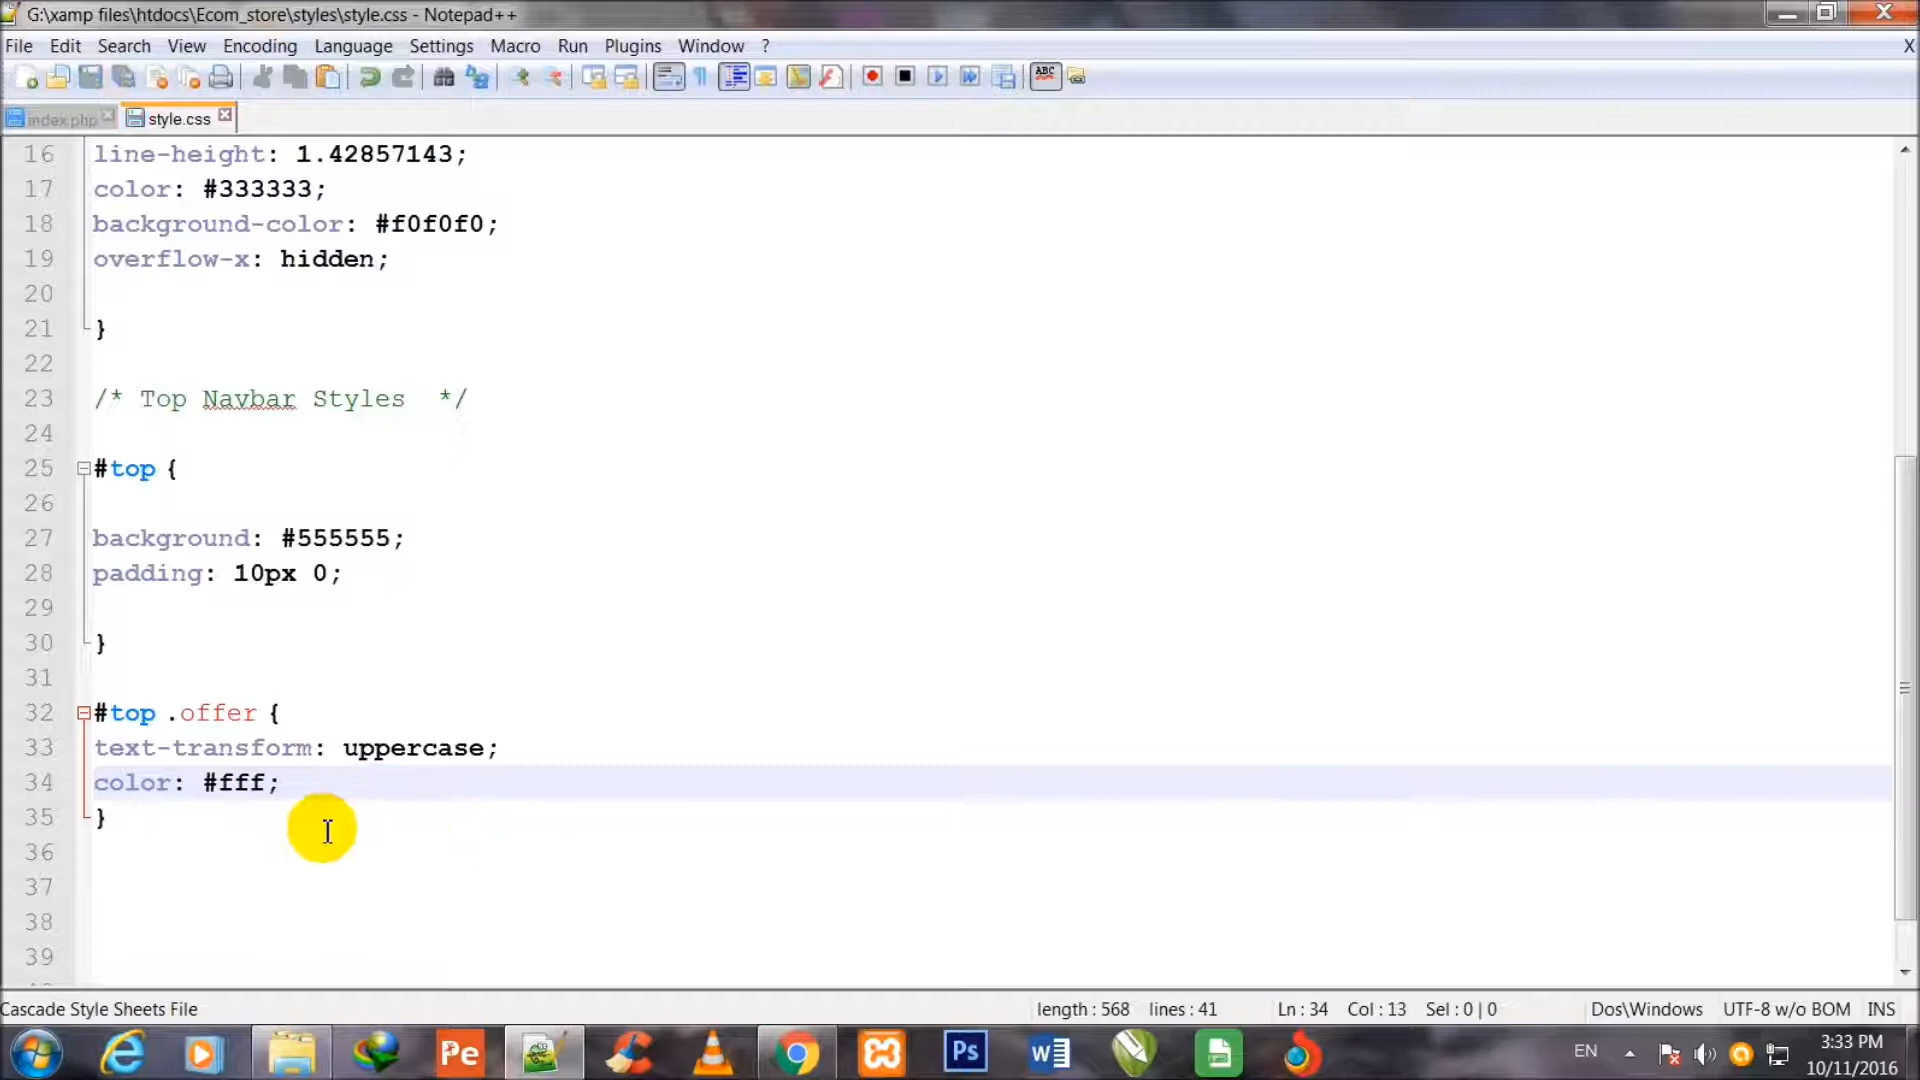 G:\xamp files\htdocs\Ecom_store\styles\style.css - Notepad++
File Edit Search View Encoding Language Settings Macro Run Plugins Window ? X
ABC
index.php style.css
16 line-height: 1.42857143;
17 color: #333333;
18 background-color: #f0f0f0;
19 overflow-x: hidden;
20
21 }
22
23 /* Top Navbar Styles  */
24
25 #top {
26
27 background: #555555;
28 padding: 10px 0;
29
30 }
31
32 #top .offer {
33 text-transform: uppercase;
34 color: #fff;
35 }
36
37
38
39
Cascade Style Sheets File length : 568 lines : 41 Ln : 34 Col : 13 Sel : 0 | 0 Dos\Windows UTF-8 w/o BOM INS
Pe Ps W EN 3:33 PM
10/11/2016